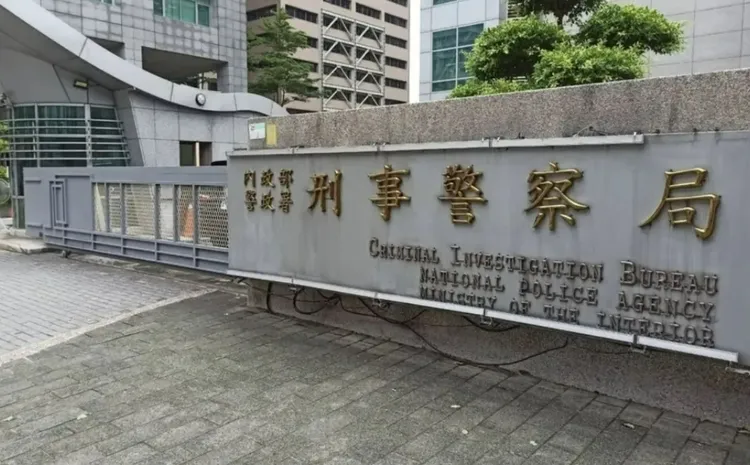 內政部
警政署
刑事警察局
Criminal Investigation Bureau
National Police Agency
Ministry of the Interior